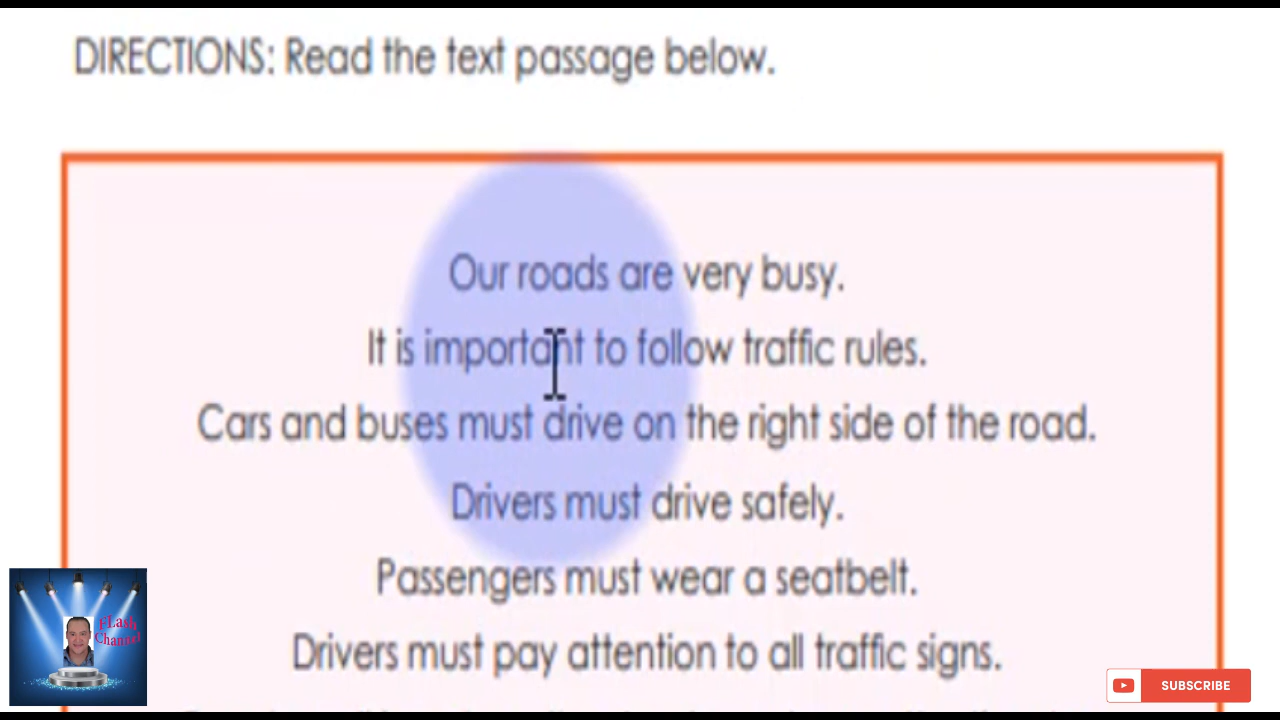 DIRECTIONS: Read the text passage below.
Our roads are very busy.
It is important to follow traffic rules.
Cars and buses must drive on the right side of the road.
Drivers must drive safely.
Passengers must wear a seatbelt.
Drivers must pay attention to all traffic signs.
FLash
Channel
SUBSCRIBE